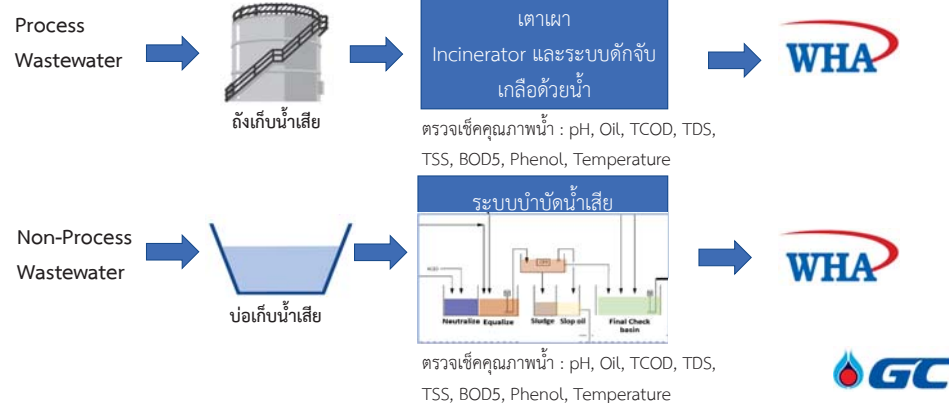 Process
Wastewater
ถังเก็บน้ำเสีย
เตาเผา
Incinerator และระบบดักจับ
เกลือด้วยน้ำ
WHA
ตรวจเช็คคุณภาพน้ำ : pH, Oil, TCOD, TDS,
TSS, BOD5, Phenol, Temperature
Non-Process
Wastewater
บ่อเก็บน้ำเสีย
ระบบบำบัดน้ำเสีย
Neutralize Equalize Sludge Slop oil Final Check
basin
WHA
ตรวจเช็คคุณภาพน้ำ : pH, Oil, TCOD, TDS,
TSS, BOD5, Phenol, Temperature
GC